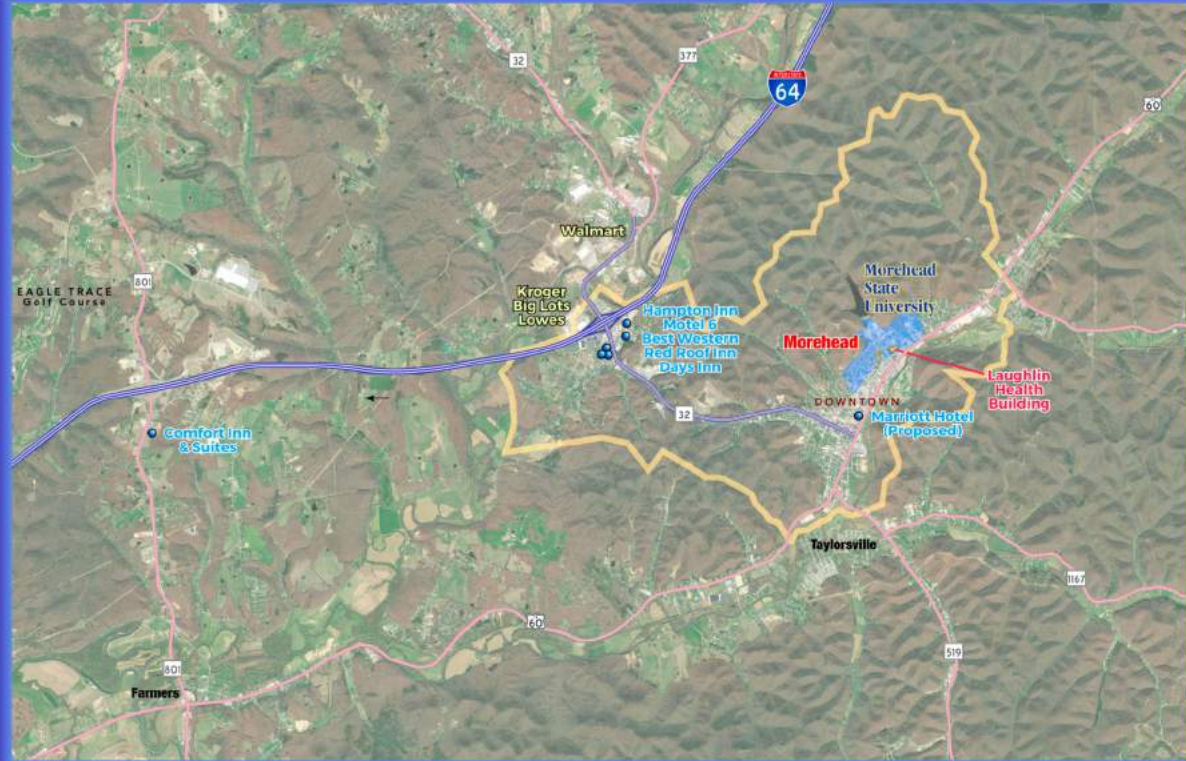 32
377
INTERSTATE
64
60
Walmart
801
EAGLE TRACE
Golf Course
Kroger
Big Lots
Lowes
Hampton Inn
Motel 6
Best Western
Red Roof Inn
Days Inn
Morehead
State
University
Morehead
Laughlin
Health
Building
DOWNTOWN
32
Marriott Hotel
(Proposed)
Comfort Inn
& Suites
Taylorsville
1167
60
519
801
Farmers